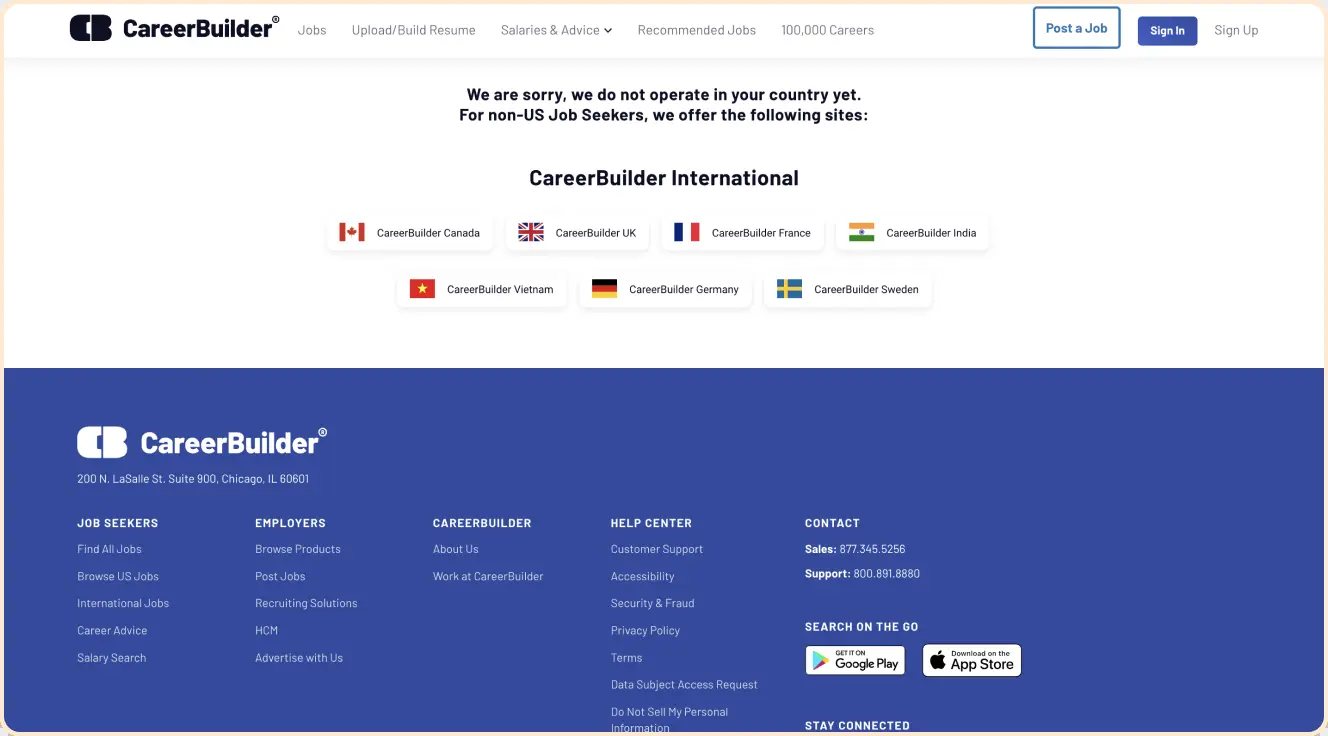 CareerBuilder®
Jobs
Upload/Build Resume
Salaries & Advice
Recommended Jobs
100,000 Careers
Post a Job
Sign In
Sign Up
We are sorry, we do not operate in your country yet.
For non-US Job Seekers, we offer the following sites:
CareerBuilder International
CareerBuilder Canada
CareerBuilder UK
CareerBuilder France
CareerBuilder India
CareerBuilder Vietnam
CareerBuilder Germany
CareerBuilder Sweden
CareerBuilder®
200 N. LaSalle St. Suite 900, Chicago, IL 60601
JOB SEEKERS
Find All Jobs
Browse US Jobs
International Jobs
Career Advice
Salary Search
EMPLOYERS
Browse Products
Post Jobs
Recruiting Solutions
HCM
Advertise with Us
CAREERBUILDER
About Us
Work at CareerBuilder
HELP CENTER
Customer Support
Accessibility
Security & Fraud
Privacy Policy
Terms
Data Subject Access Request
Do Not Sell My Personal
Information
CONTACT
Sales: 877.345.5256
Support: 800.891.8880
SEARCH ON THE GO
GET IT ON
Google Play
Download on the
App Store
STAY CONNECTED